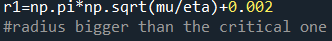 r1=np.pi*np.sqrt(mu/eta)+0.002
#radius bigger than the critical one